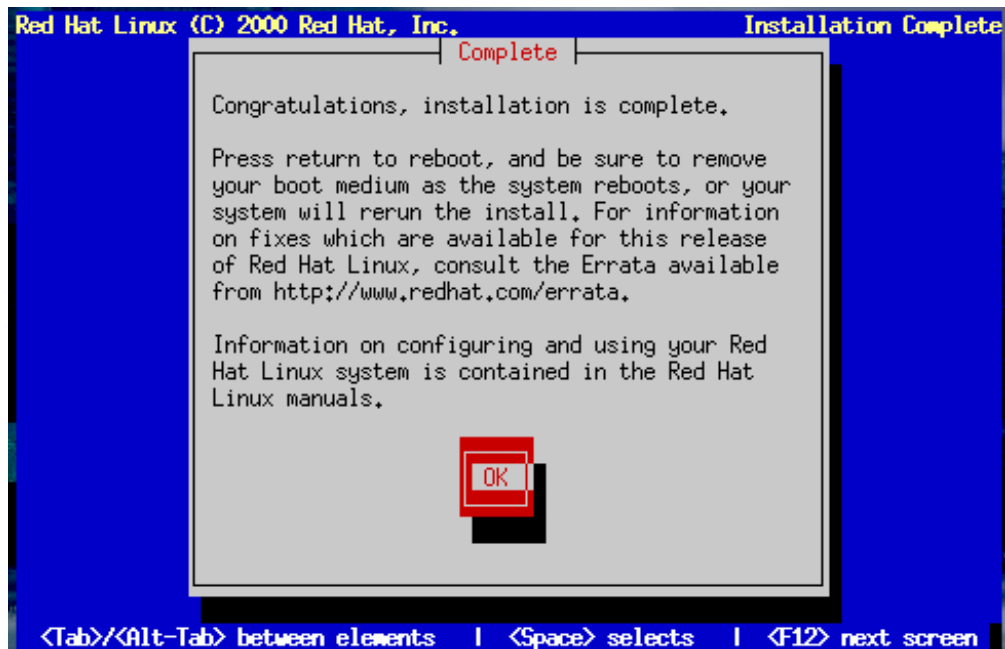 Red Hat Linux (C) 2000 Red Hat, Inc. Installation Complete
Complete
Congratulations, installation is complete.
Press return to reboot, and be sure to remove
your boot medium as the system reboots, or your
system will rerun the install. For information
on fixes which are available for this release
of Red Hat Linux, consult the Errata available
from http://www.redhat.com/errata.
Information on configuring and using your Red
Hat Linux system is contained in the Red Hat
Linux manuals.
OK
<Tab>/<Alt-Tab> between elements | <Space> selects | <F12> next screen